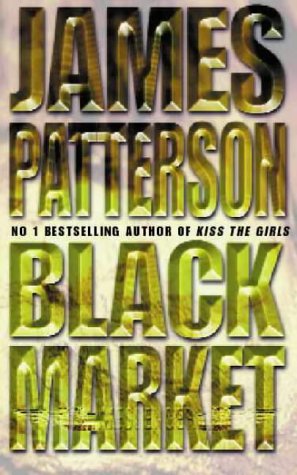 JAMES
PATTERSON
NO 1 BESTSELLING AUTHOR OF KISS THE GIRLS
BLACK
MARKET